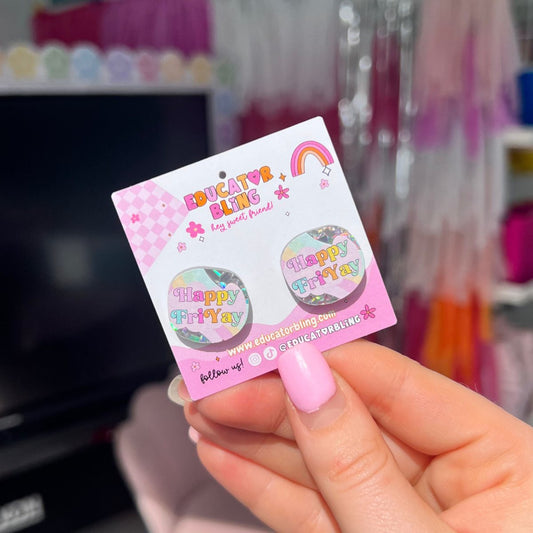 EDUCATOR
BLING
hey sweet friend!
Happy
FriYay
Happy
FriYay
www.educatorbling.com
@EDUCATORBLING
follow us!